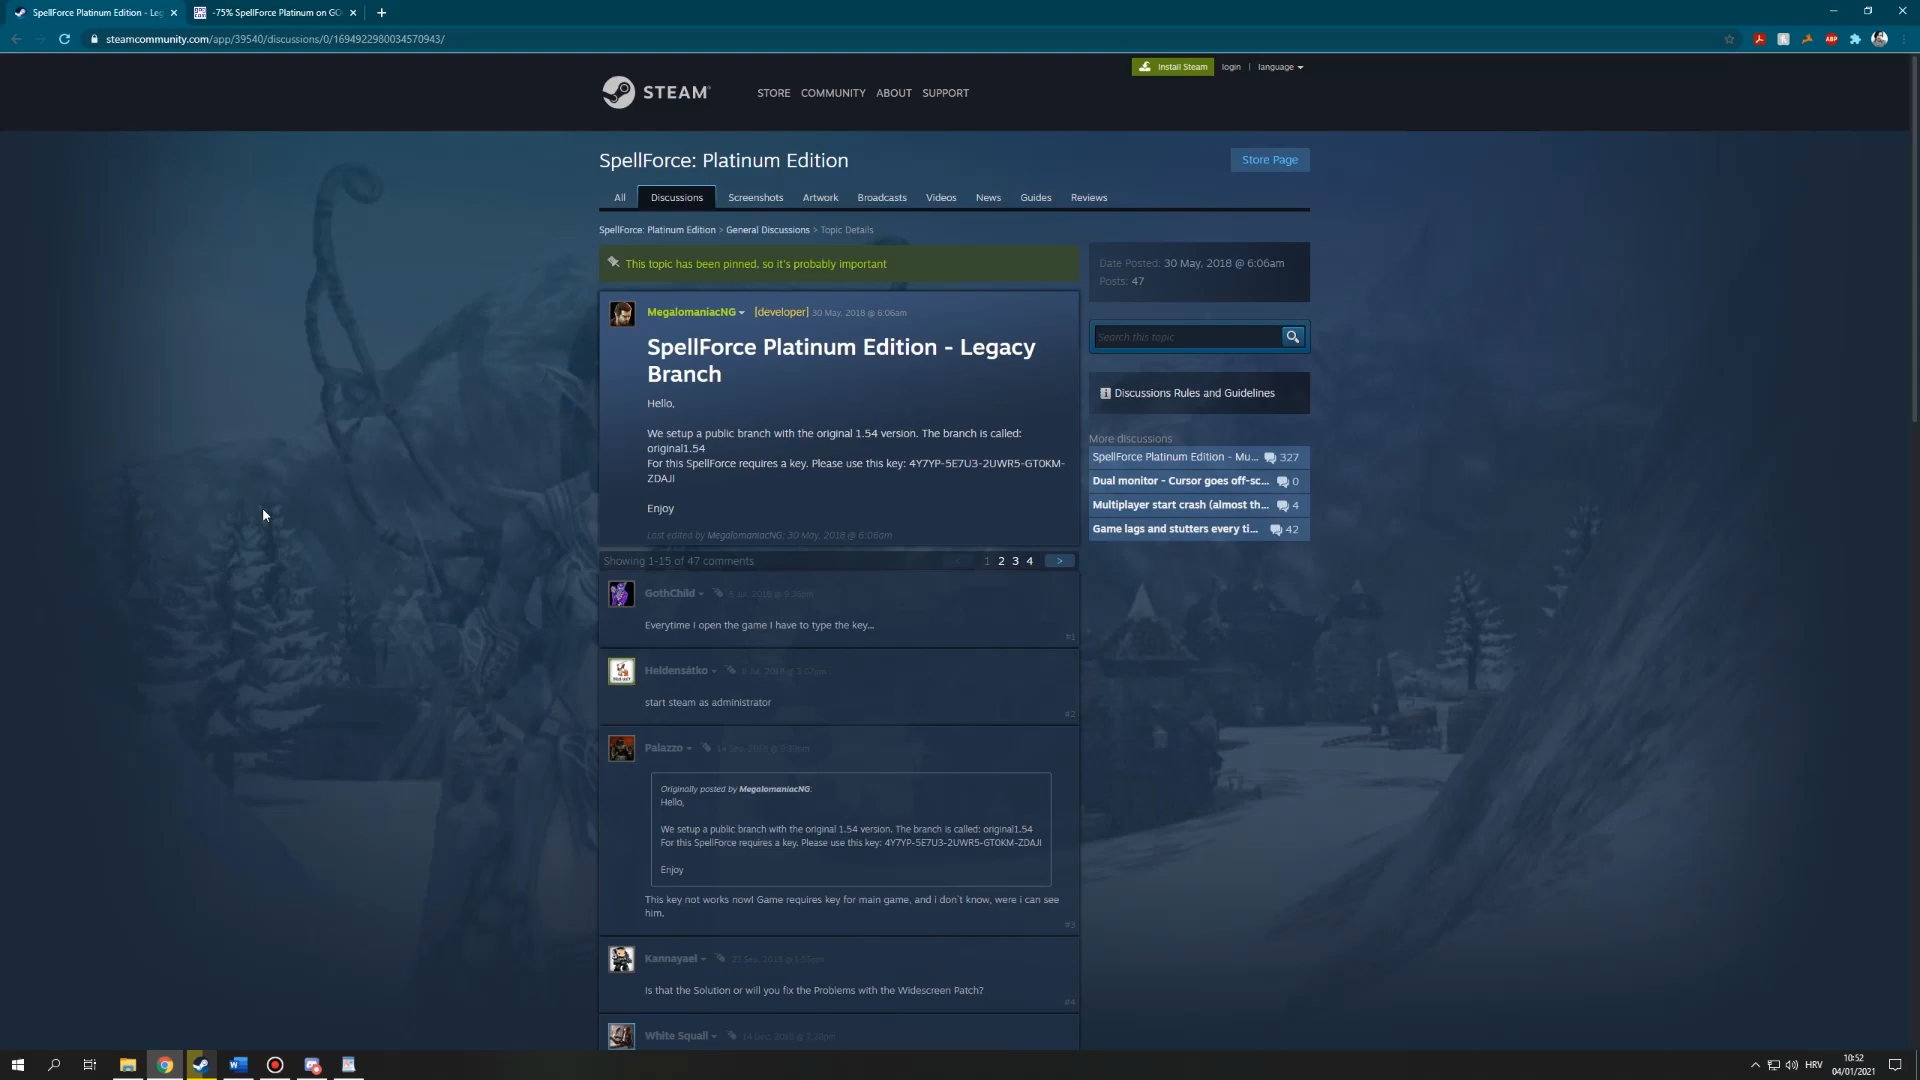 SpellForce: Platinum Edition - Leg
-75% SpellForce Platinum on GO
steamcommunity.com/app/39540/discussions/0/1694922980034570943/
ABP
Install Steam login | language
STEAM
STORE COMMUNITY ABOUT SUPPORT
SpellForce: Platinum Edition
Store Page
All Discussions Screenshots Artwork Broadcasts Videos News Guides Reviews
SpellForce: Platinum Edition > General Discussions > Topic Details
This topic has been pinned, so it's probably important
MegalomaniacNG [developer] 30 May, 2018 @ 6:06am
SpellForce Platinum Edition - Legacy
Branch
Hello,
We setup a public branch with the original 1.54 version. The branch is called:
original1.54
For this SpellForce requires a key. Please use this key: 4Y7YP-5E7U3-2UWR5-GT0KM-
ZDAJI
Enjoy
Last edited by MegalomaniacNG; 30 May, 2018 @ 6:06am
Date Posted: 30 May, 2018 @ 6:06am
Posts: 47
Search this topic
Discussions Rules and Guidelines
More discussions
SpellForce Platinum Edition - Mu... 327
Dual monitor - Cursor goes off-sc... 0
Multiplayer start crash (almost th... 4
Game lags and stutters every ti... 42
Showing 1-15 of 47 comments
< 1 2 3 4 >
GothChild
Everytime I open the game I have to type the key...
#1
Heldensátko
start steam as administrator
#2
Palazzo
Originally posted by MegalomaniacNG:
Hello,
We setup a public branch with the original 1.54 version. The branch is called: original1.54
For this SpellForce requires a key. Please use this key: 4Y7YP-5E7U3-2UWR5-GT0KM-ZDAJI
Enjoy
This key not works now! Game requires key for main game, and i don`t know, were i can see
him.
#3
Kannayael
Is that the Solution or will you fix the Problems with the Widescreen Patch?
#4
White Squall
HRV
10:52
04/01/2021